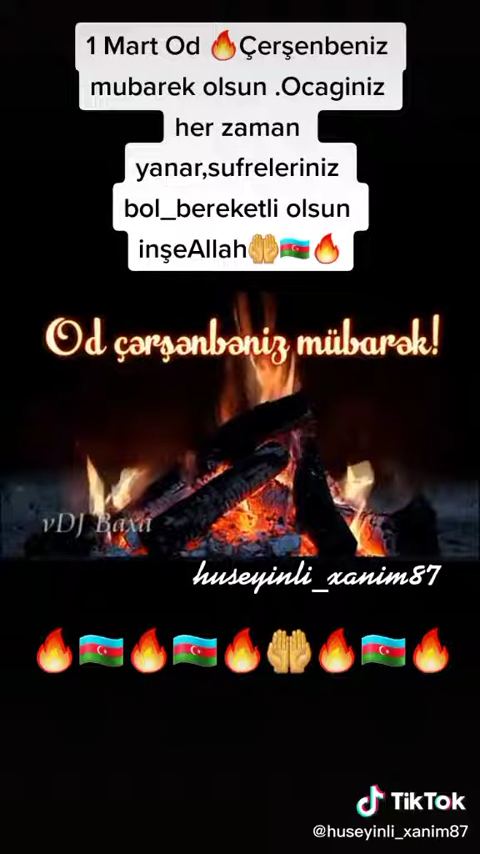 1 Mart Od 🔥Çerşenbeniz
mubarek olsun .Ocaginiz
her zaman
yanar,sufreleriniz
bol_bereketli olsun
inşeAllah🤲🇦🇿🔥
Od çərşənbəniz mübarək!
vDJ Baxa
huseyinli_xanim87
🔥🇦🇿🔥🇦🇿🔥🤲🔥🇦🇿🔥
TikTok
@huseyinli_xanim87